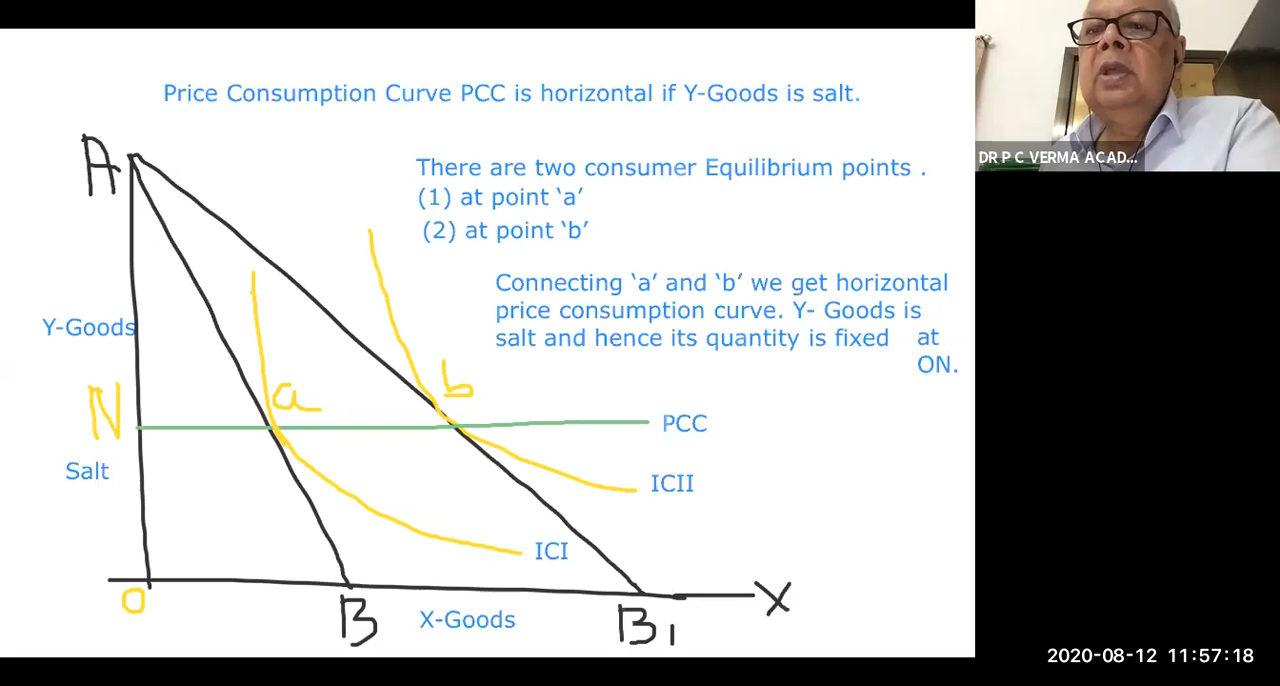 Price Consumption Curve PCC is horizontal if Y-Goods is salt.
DR P C VERMA ACAD...
A
There are two consumer Equilibrium points .
(1) at point ‘a’
(2) at point ‘b’
Connecting ‘a’ and ‘b’ we get horizontal
price consumption curve. Y- Goods is
salt and hence its quantity is fixed at
ON.
Y-Goods
N
a
b
PCC
Salt
ICII
ICI
O
B
X-Goods
B1
X
2020-08-12 11:57:18